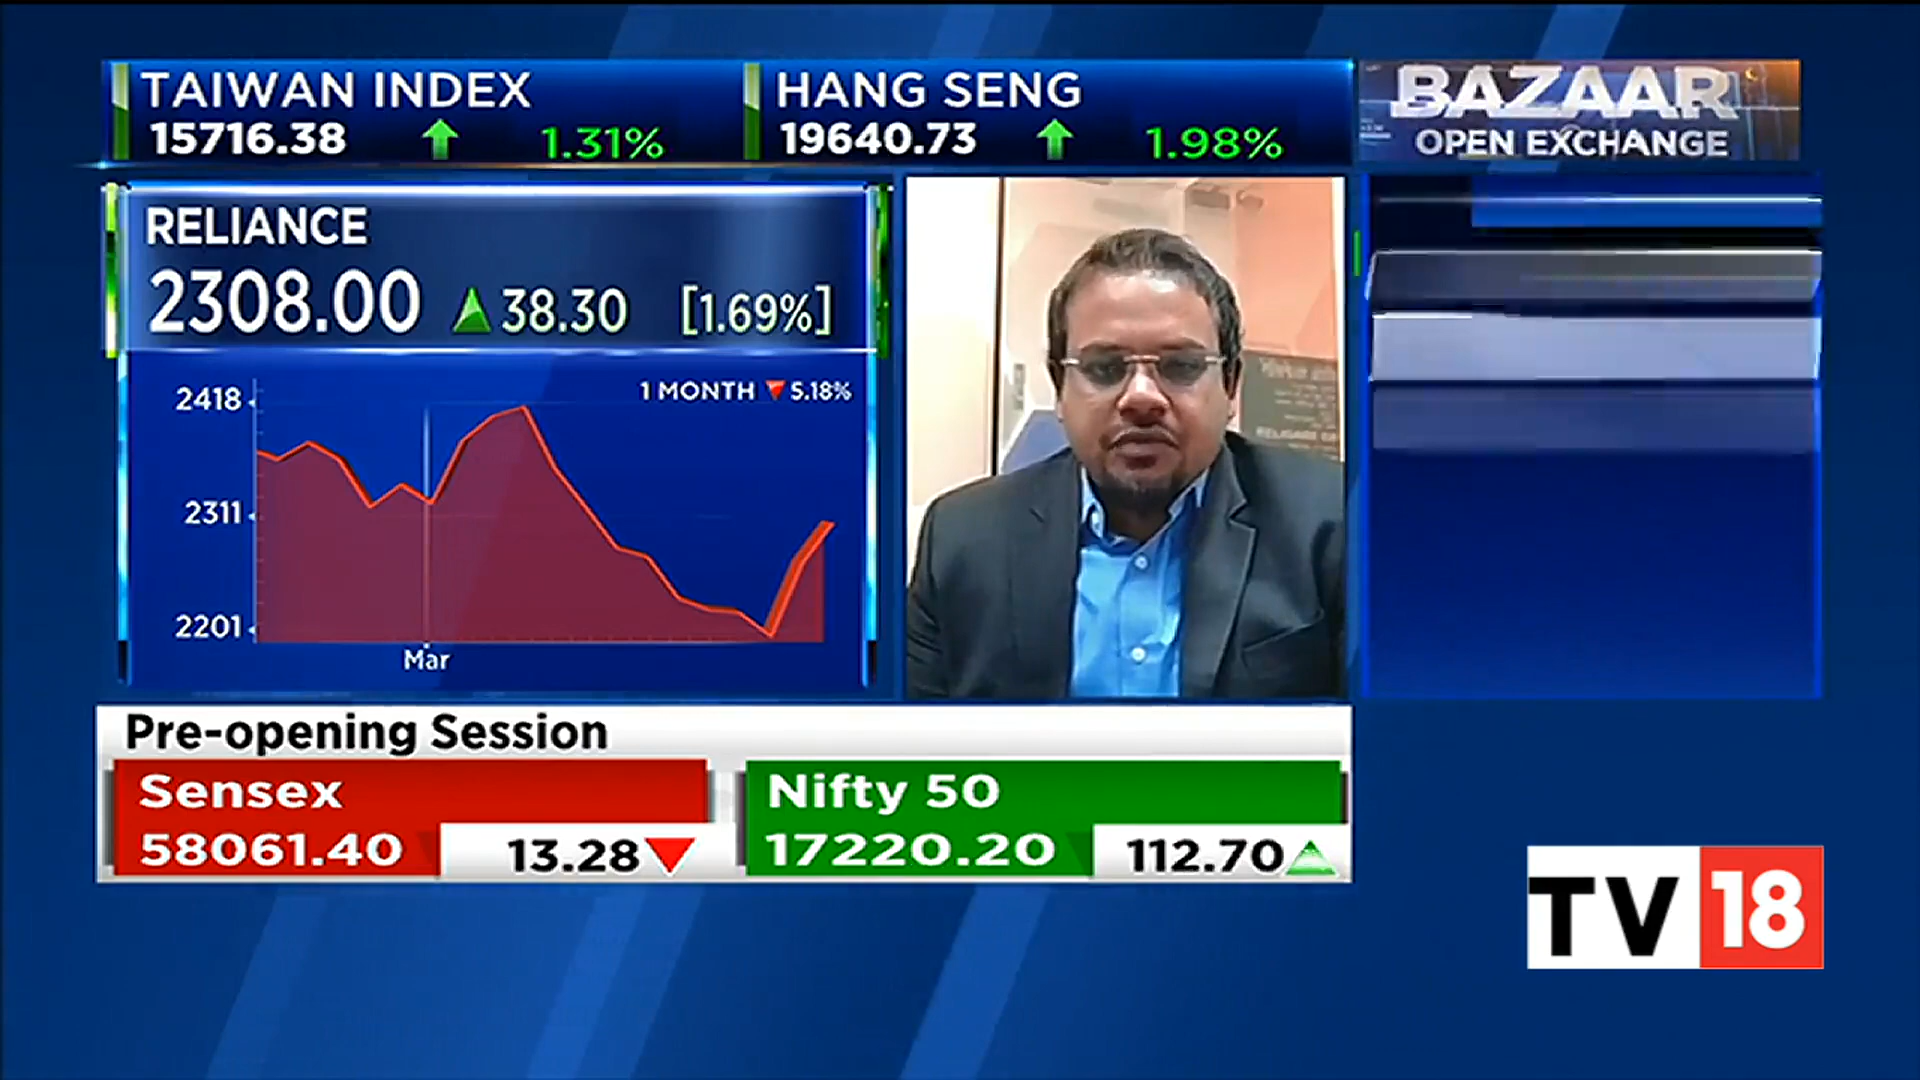 TAIWAN INDEX
15716.38 1.31%
HANG SENG
19640.73 1.98%
BAZAAR
OPEN EXCHANGE
RELIANCE
2308.00 ▲ 38.30 [1.69%]
1 MONTH ▼ 5.18%
2418
2311
2201
Mar
Pre-opening Session
Sensex
58061.40 13.28 ▼
Nifty 50
17220.20 112.70 ▲
TV 18